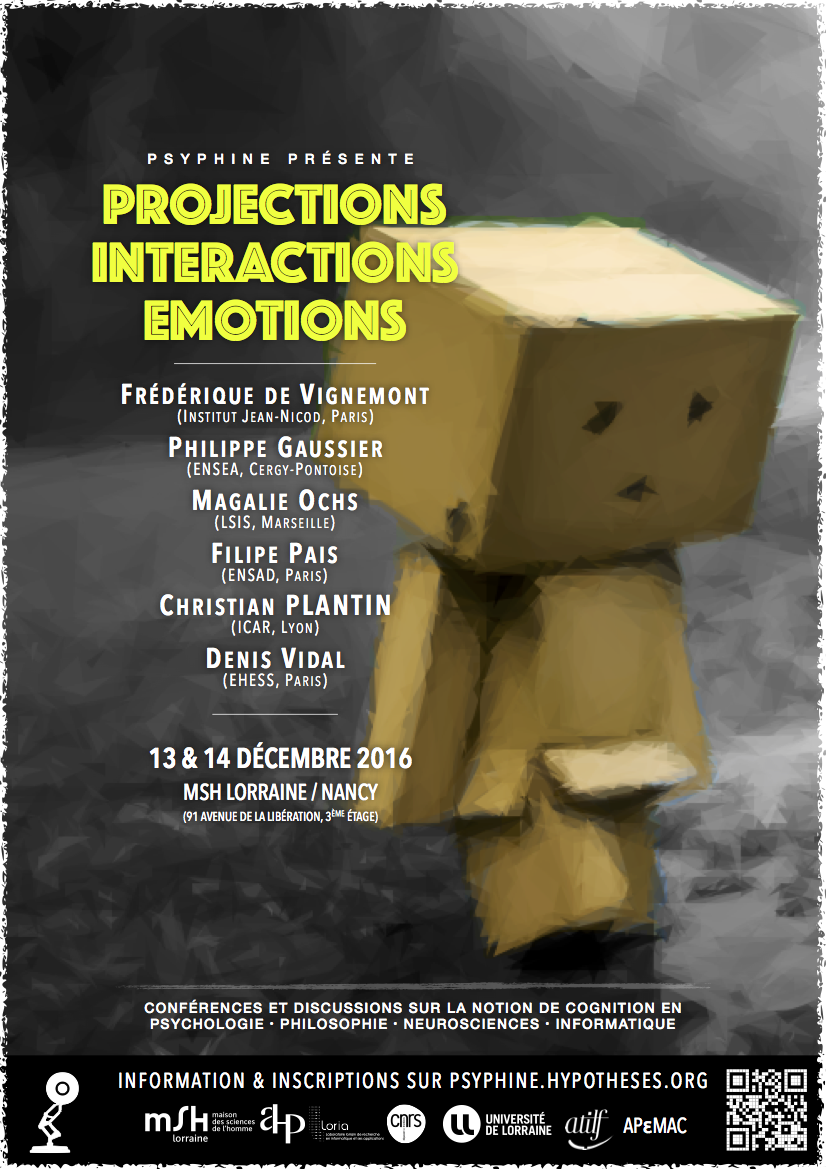 PSYPHINE PRÉSENTE
PROJECTIONS
INTERACTIONS
EMOTIONS
FRÉDÉRIQUE DE VIGNEMONT
(INSTITUT JEAN-NICOD, PARIS)
PHILIPPE GAUSSIER
(ENSEA, CERGY-PONTOISE)
MAGALIE OCHS
(LSIS, MARSEILLE)
FILIPE PAIS
(ENSAD, PARIS)
CHRISTIAN PLANTIN
(ICAR, LYON)
DENIS VIDAL
(EHESS, PARIS)
13 & 14 DÉCEMBRE 2016
MSH LORRAINE / NANCY
(91 AVENUE DE LA LIBÉRATION, 3ÈME ÉTAGE)
CONFÉRENCES ET DISCUSSIONS SUR LA NOTION DE COGNITION EN
PSYCHOLOGIE · PHILOSOPHIE · NEUROSCIENCES · INFORMATIQUE
INFORMATION & INSCRIPTIONS SUR PSYPHINE.HYPOTHESES.ORG
msh lorraine
maison
des sciences
de l'homme
ahp
loria
cnrs
UNIVERSITÉ
DE LORRAINE
atilf
APεMAC